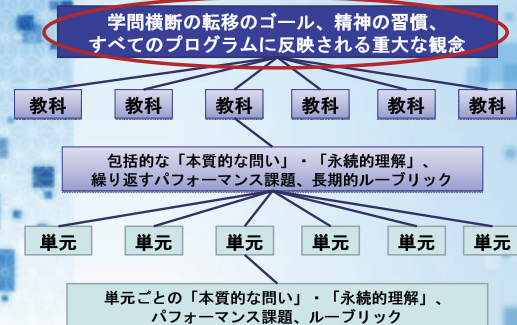 学問横断の転移のゴール、精神の習慣、
すべてのプログラムに反映される重大な観念
教科 教科 教科 教科 教科 教科
包括的な「本質的な問い」・「永続的理解」、
繰り返すパフォーマンス課題、長期的ルーブリック
単元 単元 単元 単元 単元 単元
単元ごとの「本質的な問い」・「永続的理解」、
パフォーマンス課題、ルーブリック